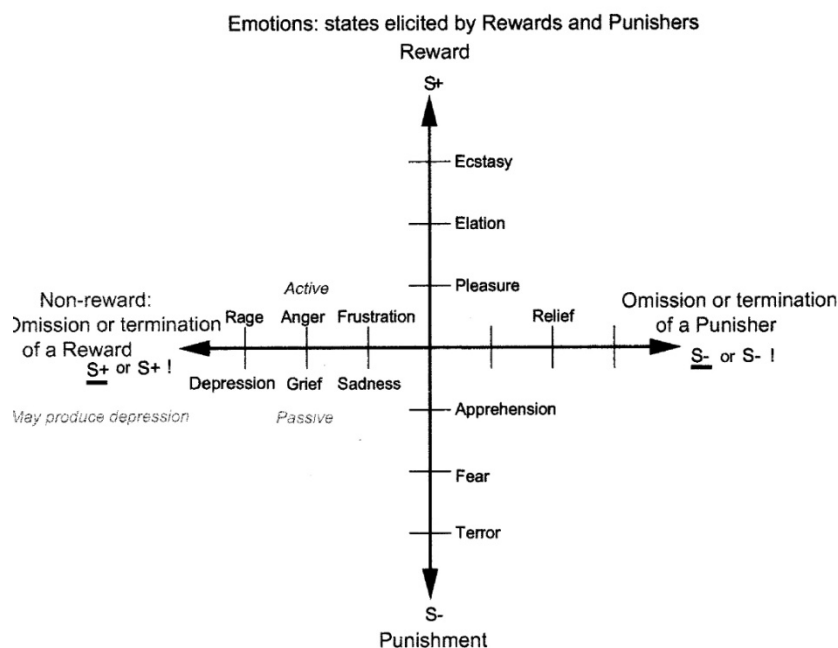 Emotions: states elicited by Rewards and Punishers
Reward
S+
Ecstasy
Elation
Pleasure
Non-reward:
Omission or termination
of a Reward
S+ or S+ !
May produce depression
Active
Rage Anger Frustration
Depression Grief Sadness
Passive
Relief
Omission or termination
of a Punisher
S- or S- !
Apprehension
Fear
Terror
S-
Punishment